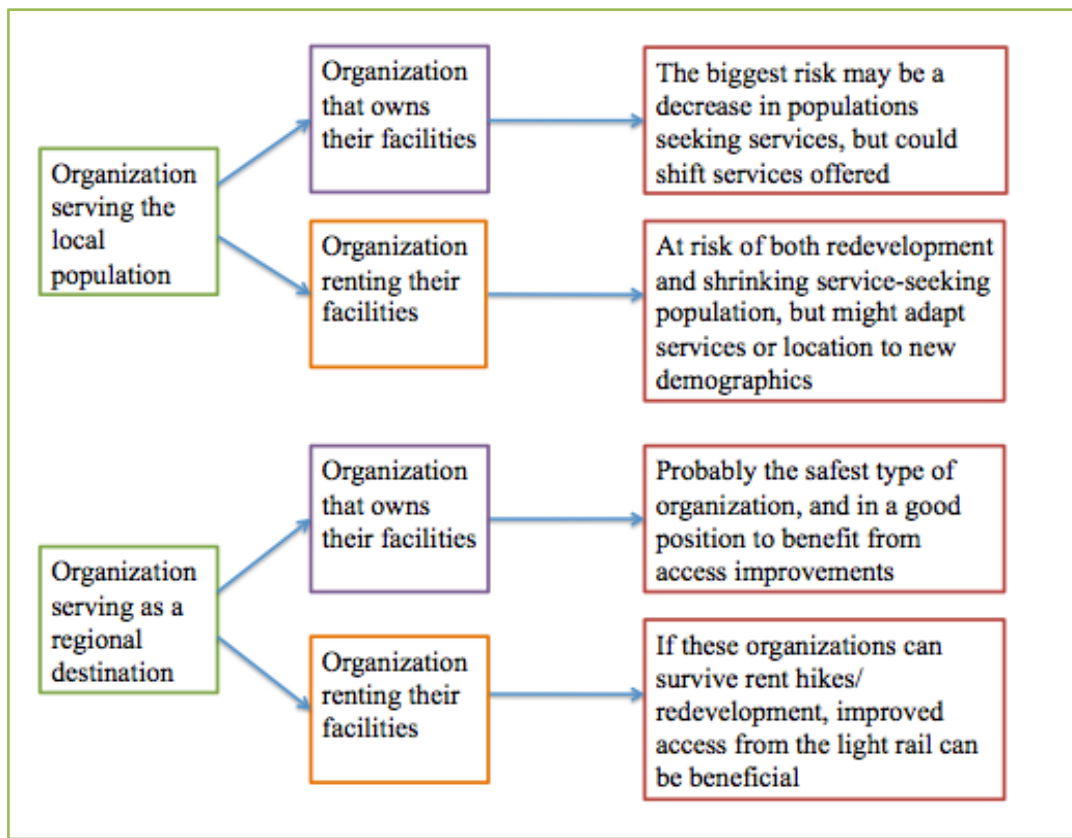 Organization
serving the
local
population
Organization
that owns
their facilities
The biggest risk may be a
decrease in populations
seeking services, but could
shift services offered
Organization
renting their
facilities
At risk of both redevelopment
and shrinking service-seeking
population, but might adapt
services or location to new
demographics
Organization
serving as a
regional
destination
Organization
that owns
their facilities
Probably the safest type of
organization, and in a good
position to benefit from
access improvements
Organization
renting their
facilities
If these organizations can
survive rent hikes/
redevelopment, improved
access from the light rail can
be beneficial